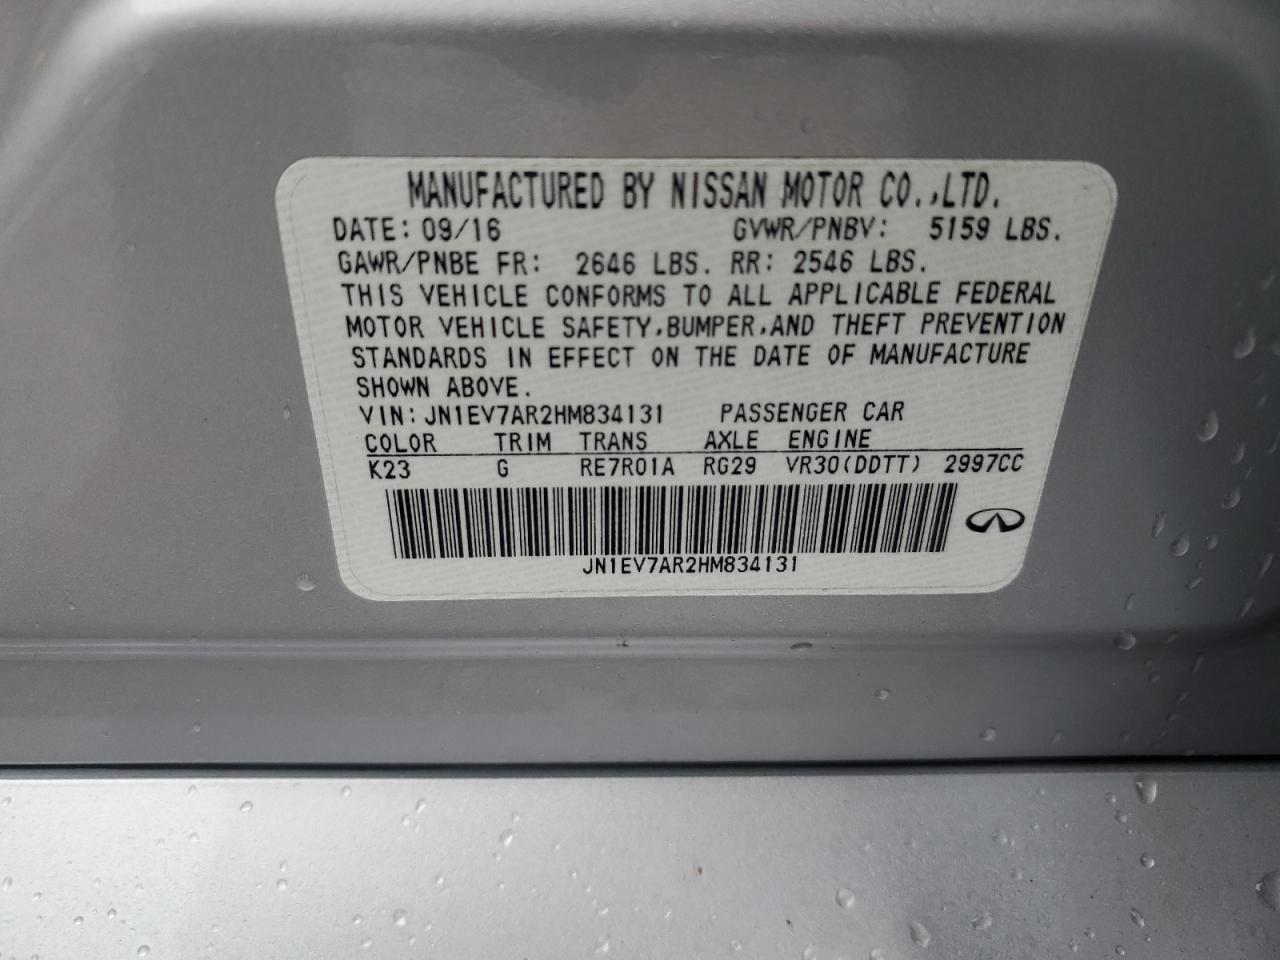 MANUFACTURED BY NISSAN MOTOR CO.,LTD.
DATE: 09/16 GVWR/PNBV: 5159 LBS.
GAWR/PNBE FR: 2646 LBS. RR: 2546 LBS.
THIS VEHICLE CONFORMS TO ALL APPLICABLE FEDERAL
MOTOR VEHICLE SAFETY,BUMPER,AND THEFT PREVENTION
STANDARDS IN EFFECT ON THE DATE OF MANUFACTURE
SHOWN ABOVE.
VIN: JN1EV7AR2HM834131 PASSENGER CAR
COLOR TRIM TRANS AXLE ENGINE
K23 G RE7R01A RG29 VR30(DDTT) 2997CC
JN1EV7AR2HM834131